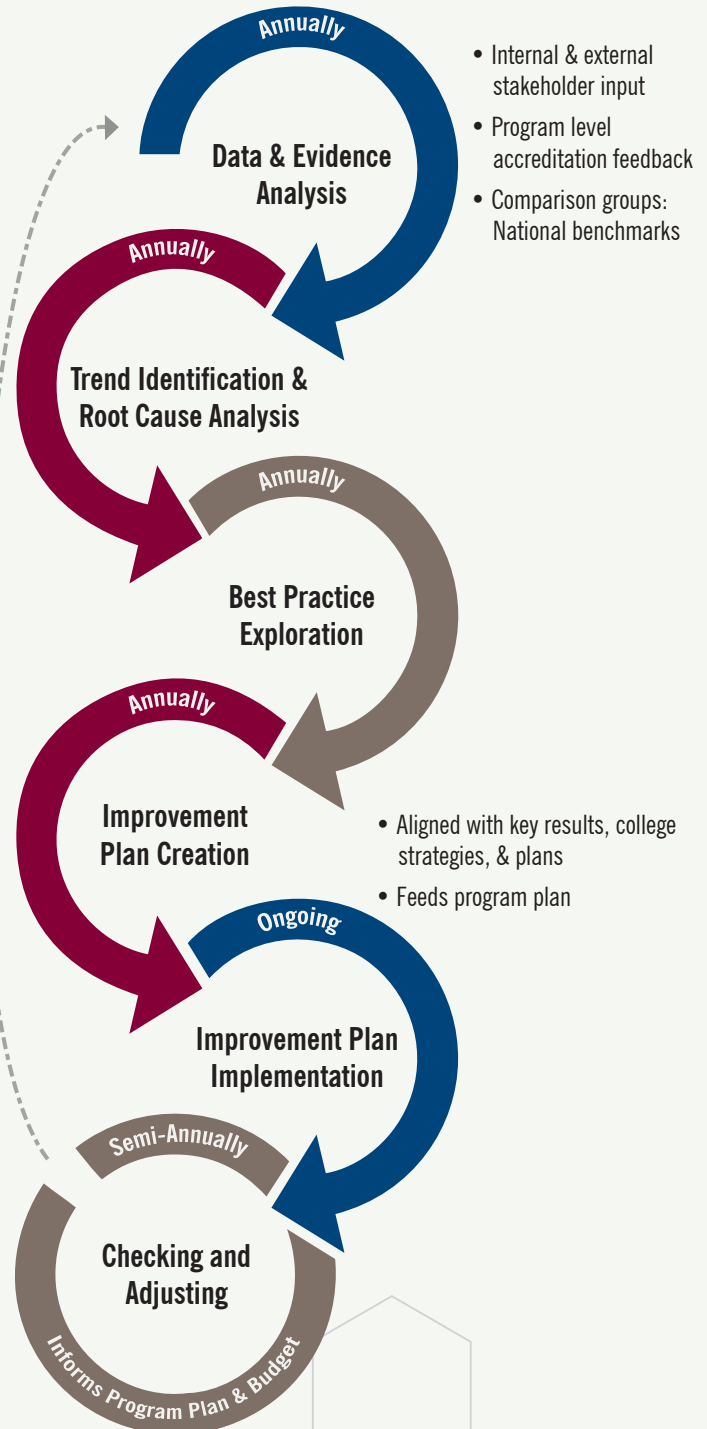 Annually
Data & Evidence
Analysis
• Internal & external
stakeholder input
• Program level
accreditation feedback
• Comparison groups:
National benchmarks
Annually
Trend Identification &
Root Cause Analysis
Annually
Best Practice
Exploration
Annually
Improvement
Plan Creation
• Aligned with key results, college
strategies, & plans
• Feeds program plan
Ongoing
Improvement Plan
Implementation
Semi-Annually
Checking and
Adjusting
Informs Program Plan & Budget